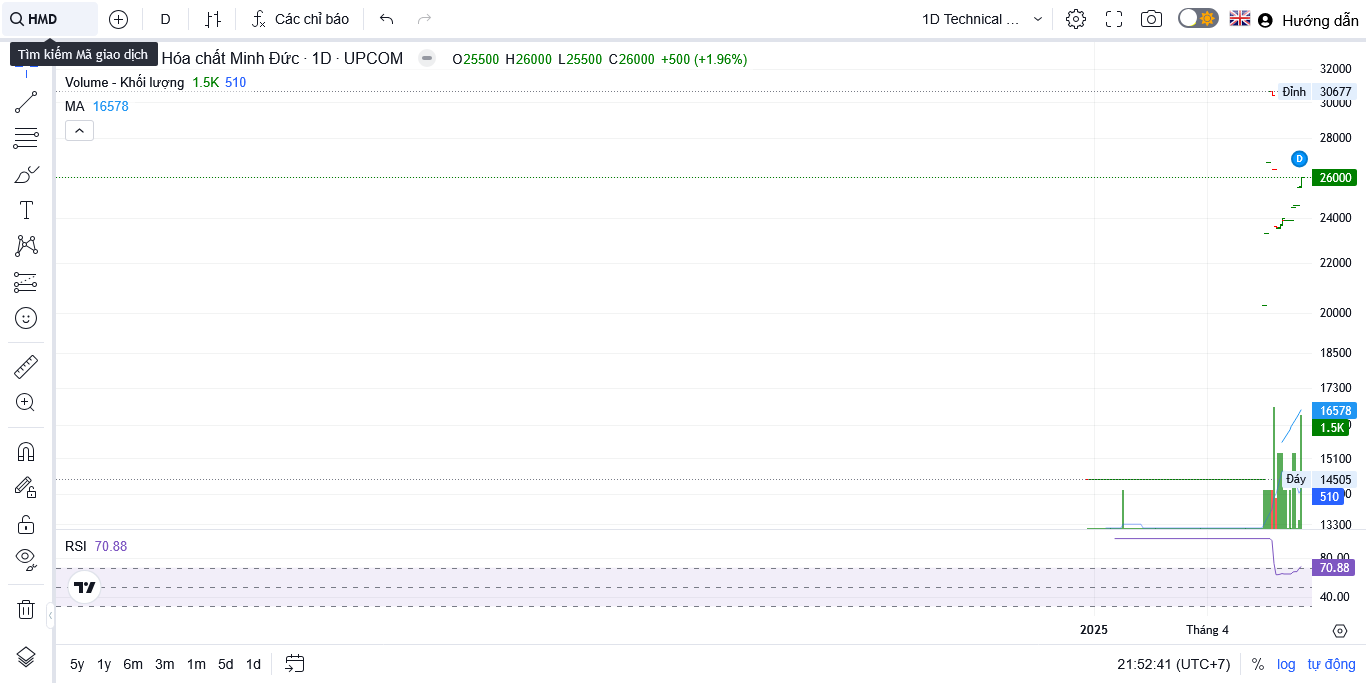 HMD
D
Các chỉ báo
1D Technical ...
Hướng dẫn
Tìm kiếm Mã giao dịch
Hóa chất Minh Đức · 1D · UPCOM
O25500 H26000 L25500 C26000 +500 (+1.96%)
Volume - Khối lượng 1.5K 510
MA 16578
32000
Đỉnh 30677
30000
28000
D
26000
24000
22000
20000
18500
17300
16578
1.5K
15100
Đáy 14505
510
13300
RSI 70.88
80.00
70.88
40.00
2025
Tháng 4
5y 1y 6m 3m 1m 5d 1d
21:52:41 (UTC+7)
% log tự động